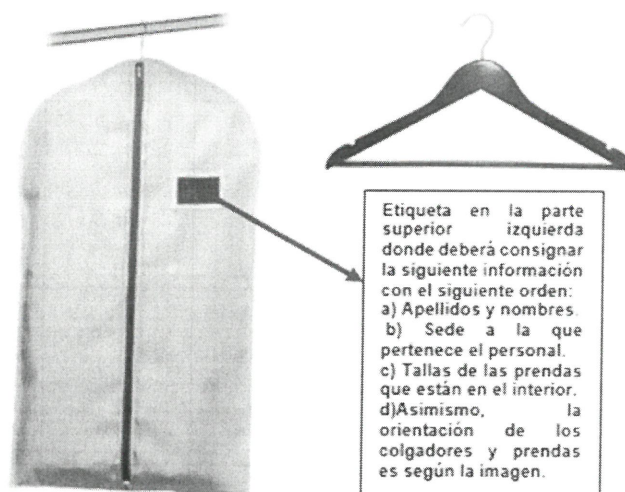 Etiqueta en la parte
superior izquierda
donde deberá consignar
la siguiente información
con el siguiente orden:
a) Apellidos y nombres.
b) Sede a la que
pertenece el personal.
c) Tallas de las prendas
que están en el interior.
d)Asimismo, la
orientación de los
colgadores y prendas
es según la imagen.